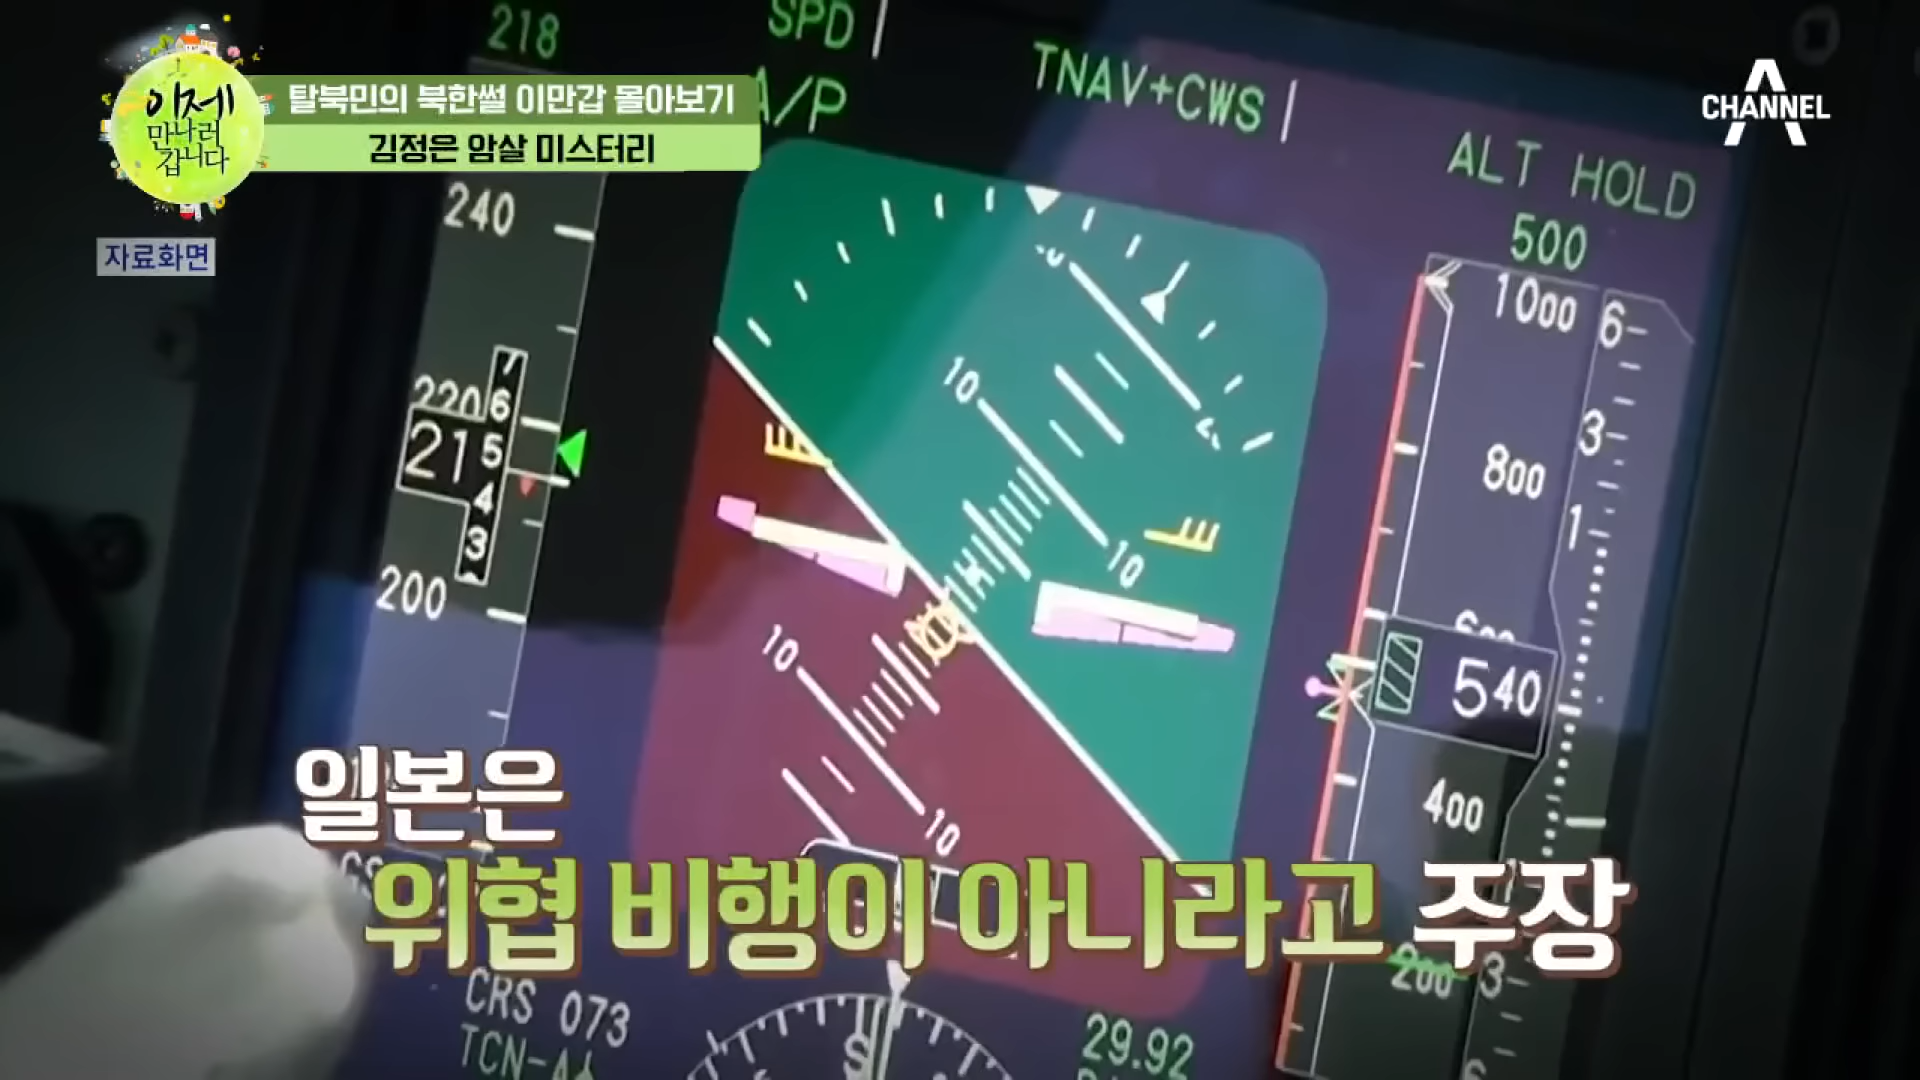 이제
만나러
갑니다
탈북민의 북한썰 이만갑 몰아보기
김정은 암살 미스터리
자료화면
CHANNEL A
218
SPD
A/P
TNAV+CWS
ALT HOLD
500
240
220
7
6
215
4
3
200
10
10
10
10
1000
800
540
400
200
6
3
1
3
6
일본은
위협 비행이 아니라고 주장
CRS 073
S
29.92